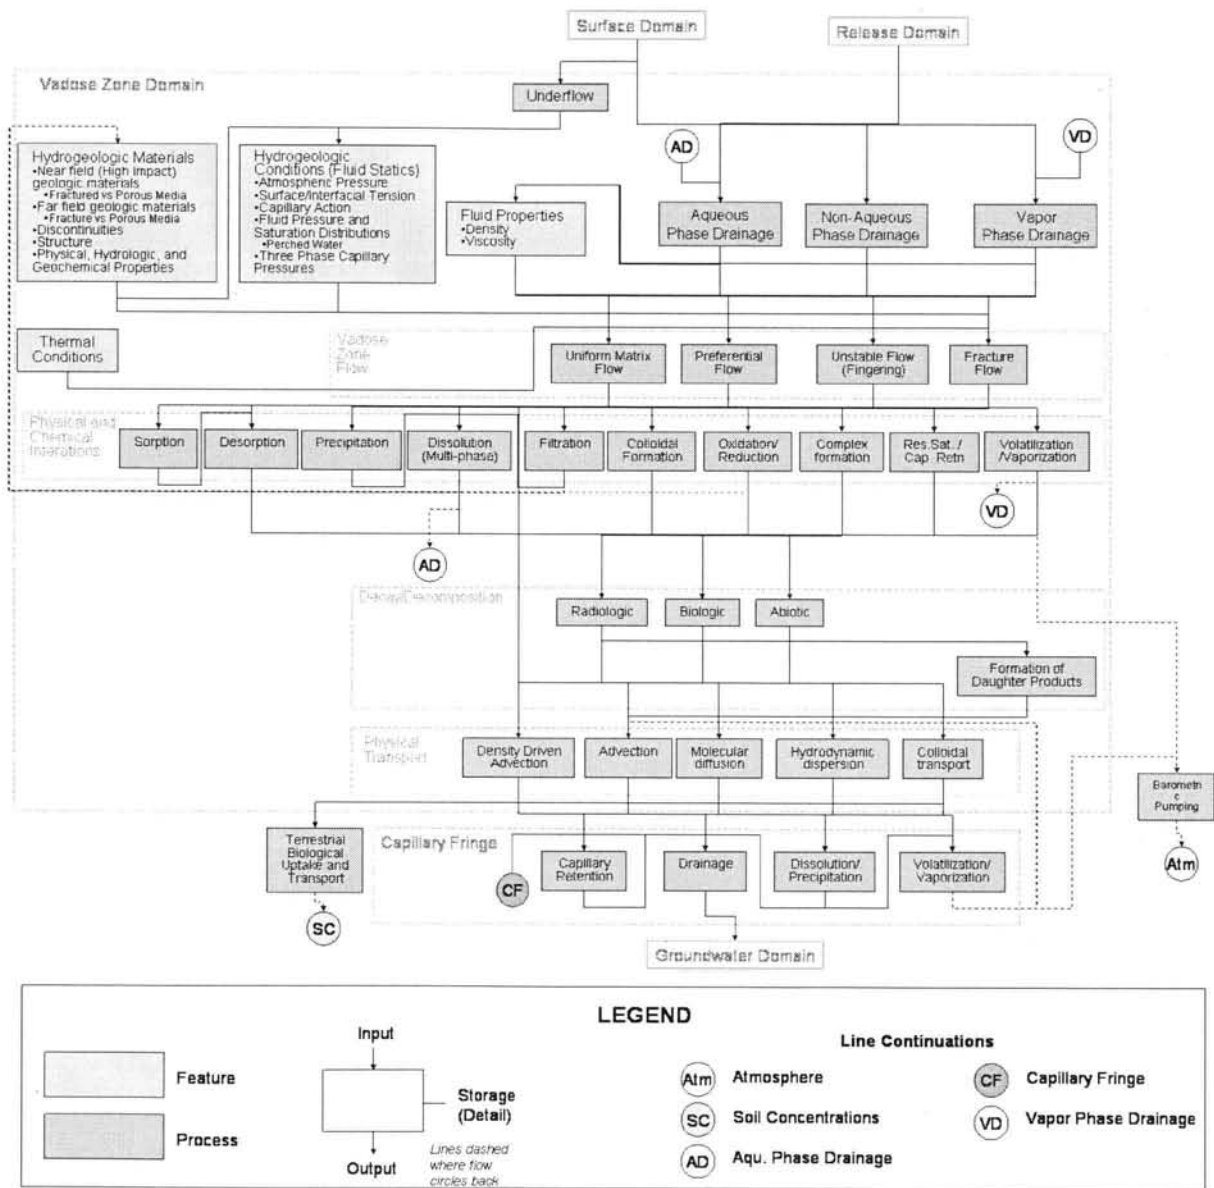 Surface Domain
Release Domain
Vadose Zone Domain
Underflow
AD
VD
Hydrogeologic Materials
•Near field (High Impact)
geologic materials
•Fractured vs Porous Media
•Far field geologic materials
•Fracture vs Porous Media
•Discontinuities
•Structure
•Physical, Hydrologic, and
Geochemical Properties
Hydrogeologic
Conditions (Fluid Statics)
•Atmospheric Pressure
•Surface/Interfacial Tension
•Capillary Action
•Fluid Pressure and
Saturation Distributions
•Perched Water
•Three Phase Capillary
Pressures
Fluid Properties
•Density
•Viscosity
Aqueous
Phase Drainage
Non-Aqueous
Phase Drainage
Vapor
Phase Drainage
Thermal
Conditions
Vadose
Zone
Flow
Uniform Matrix
Flow
Preferential
Flow
Unstable Flow
(Fingering)
Fracture
Flow
Physical and
Chemical
Interations
Sorption
Desorption
Precipitation
Dissolution
(Multi-phase)
Filtration
Colloidal
Formation
Oxidation/
Reduction
Complex
formation
Res.Sat. /
Cap. Retn
Volatilization
/Vaporization
VD
AD
Decay/Decomposition
Radiologic
Biologic
Abiotic
Formation of
Daughter Products
Physical
Transport
Density Driven
Advection
Advection
Molecular
diffusion
Hydrodynamic
dispersion
Colloidal
transport
Barometri
c
Pumping
Terrestrial
Biological
Uptake and
Transport
Capillary Fringe
CF
Capillary
Retention
Drainage
Dissolution/
Precipitation
Volatilization/
Vaporization
Atm
SC
Groundwater Domain
LEGEND
Input
Line Continuations
Feature
Storage
(Detail)
Atm Atmosphere
CF Capillary Fringe
SC Soil Concentrations
VD Vapor Phase Drainage
Process
Output
Lines dashed
where flow
circles back
AD Aqu. Phase Drainage